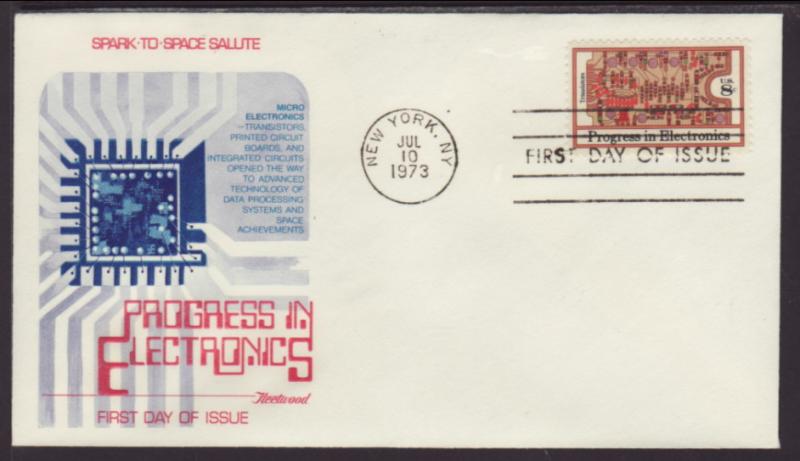 SPARK·TO·SPACE SALUTE
MICRO
ELECTRONICS
—TRANSISTORS,
PRINTED CIRCUIT
BOARDS, AND
INTEGRATED CIRCUITS
OPENED THE WAY
TO ADVANCED
TECHNOLOGY OF
DATA PROCESSING
SYSTEMS AND
SPACE
ACHIEVEMENTS
PROGRESS IN
ELECTRONICS
Fleetwood
FIRST DAY OF ISSUE
NEW YORK, NY
JUL
10
1973
Transistors
U.S.
8c
Progress in Electronics
FIRST DAY OF ISSUE